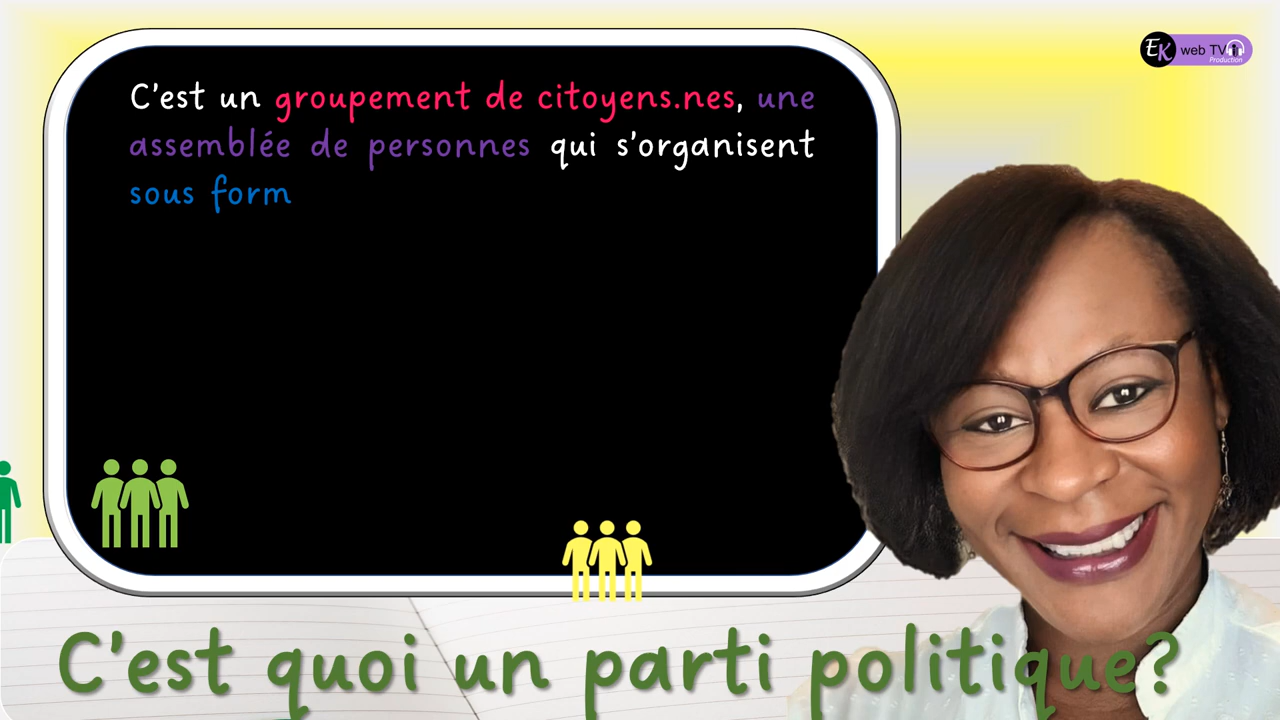 EK web TV
Production
C'est un groupement de citoyens.nes, une
assemblée de personnes qui s'organisent
sous form
C'est quoi un parti politique?